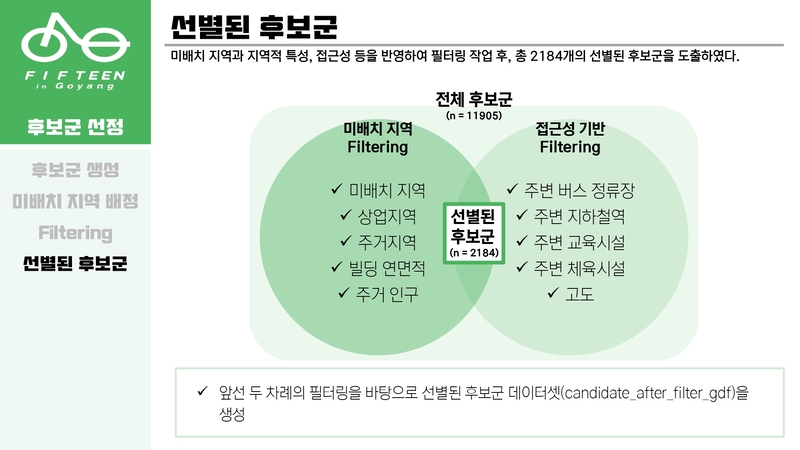 FIFTEEN
in Goyang
후보군 선정
후보군 생성
미배치 지역 배정
Filtering
선별된 후보군
선별된 후보군
미배치 지역과 지역적 특성, 접근성 등을 반영하여 필터링 작업 후, 총 2184개의 선별된 후보군을 도출하였다.
전체 후보군
(n = 11905)
미배치 지역
Filtering
✓ 미배치 지역
✓ 상업지역
✓ 주거지역
✓ 빌딩 연면적
✓ 주거 인구
선별된
후보군
(n = 2184)
접근성 기반
Filtering
✓ 주변 버스 정류장
✓ 주변 지하철역
✓ 주변 교육시설
✓ 주변 체육시설
✓ 고도
✓ 앞선 두 차례의 필터링을 바탕으로 선별된 후보군 데이터셋(candidate_after_filter_gdf)을
생성